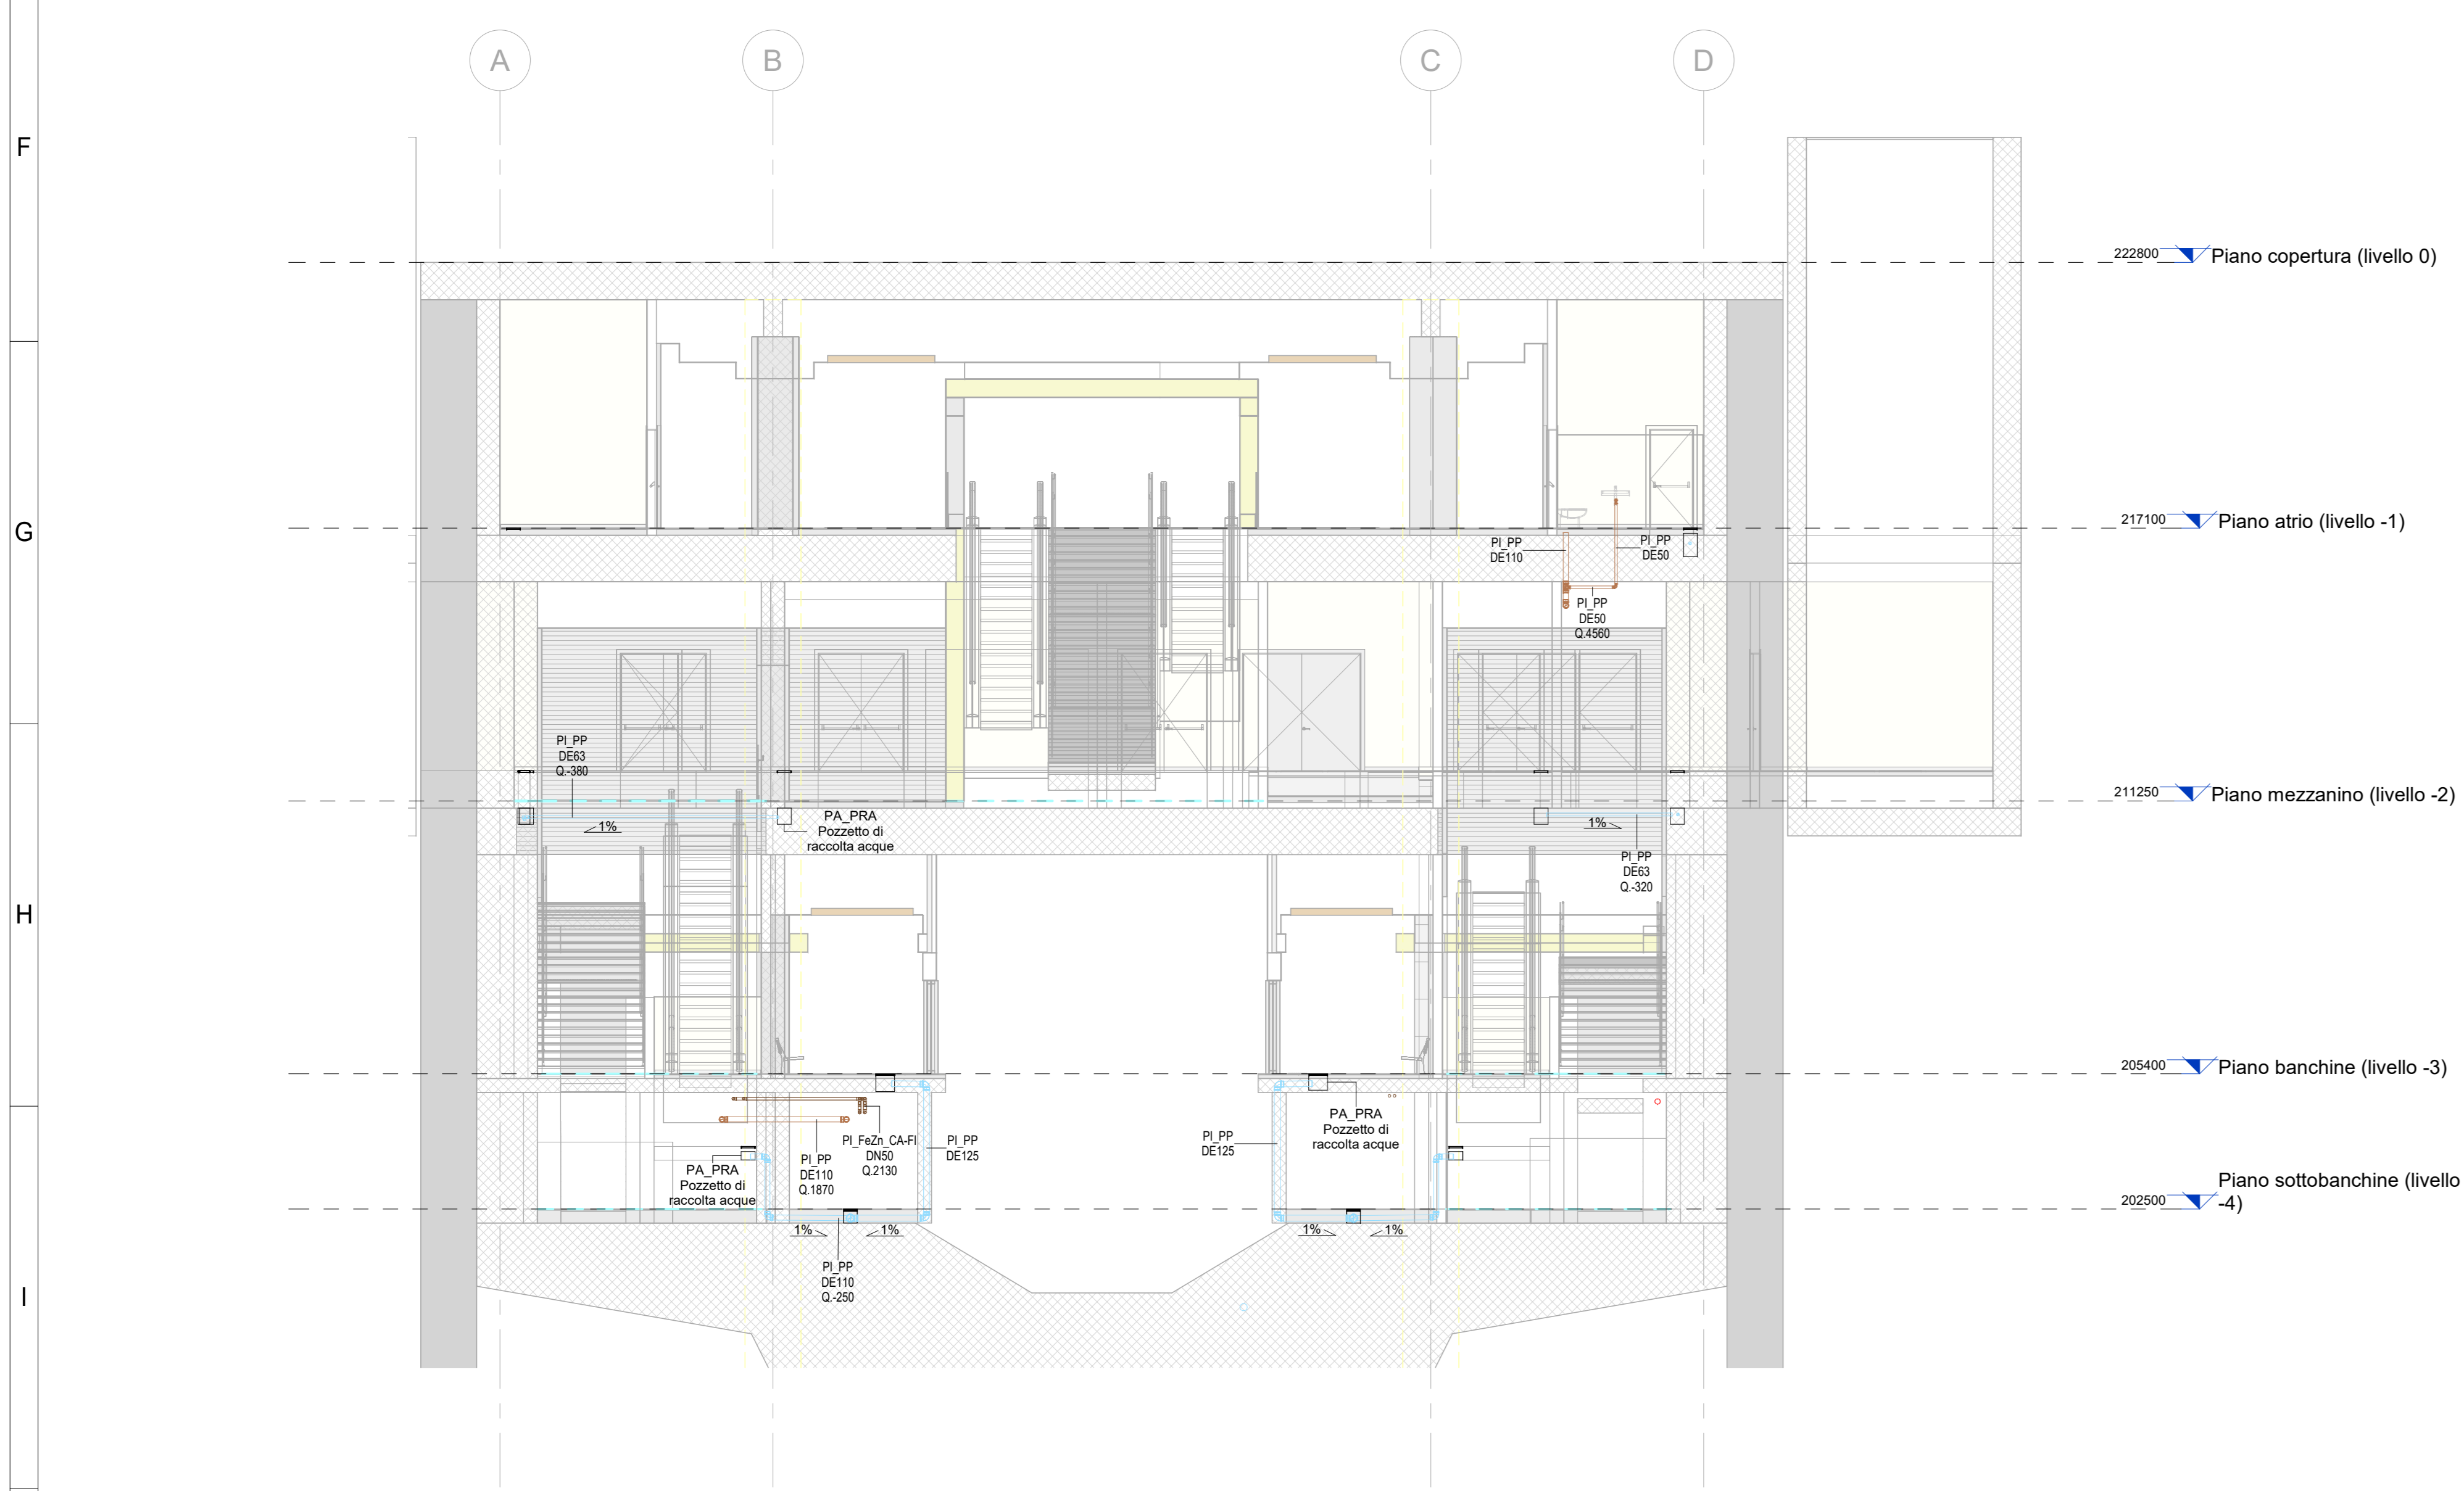 A
B
C
D
F
G
H
I
222800
Piano copertura (livello 0)
217100
Piano atrio (livello -1)
PI_PP
DE110
PI_PP
DE50
PI_PP
DE50
Q.4560
PI_PP
DE63
Q.-380
1%
PA_PRA
Pozzetto di
raccolta acque
1%
PI_PP
DE63
Q.-320
211250
Piano mezzanino (livello -2)
205400
Piano banchine (livello -3)
PA_PRA
Pozzetto di
raccolta acque
PI_PP
DE110
Q.1870
PI_FeZn_CA-FI
DN50
Q.2130
PI_PP
DE125
PI_PP
DE125
PA_PRA
Pozzetto di
raccolta acque
202500
Piano sottobanchine (livello
-4)
1%
1%
1%
1%
PI_PP
DE110
Q.-250